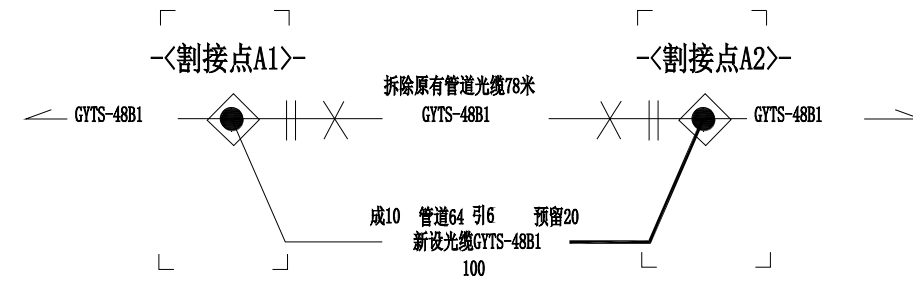 -<割接点A1>-
-<割接点A2>-
拆除原有管道光缆78米
GYTS-48B1
GYTS-48B1
GYTS-48B1
成10 管道64 引6 预留20
新设光缆GYTS-48B1
100